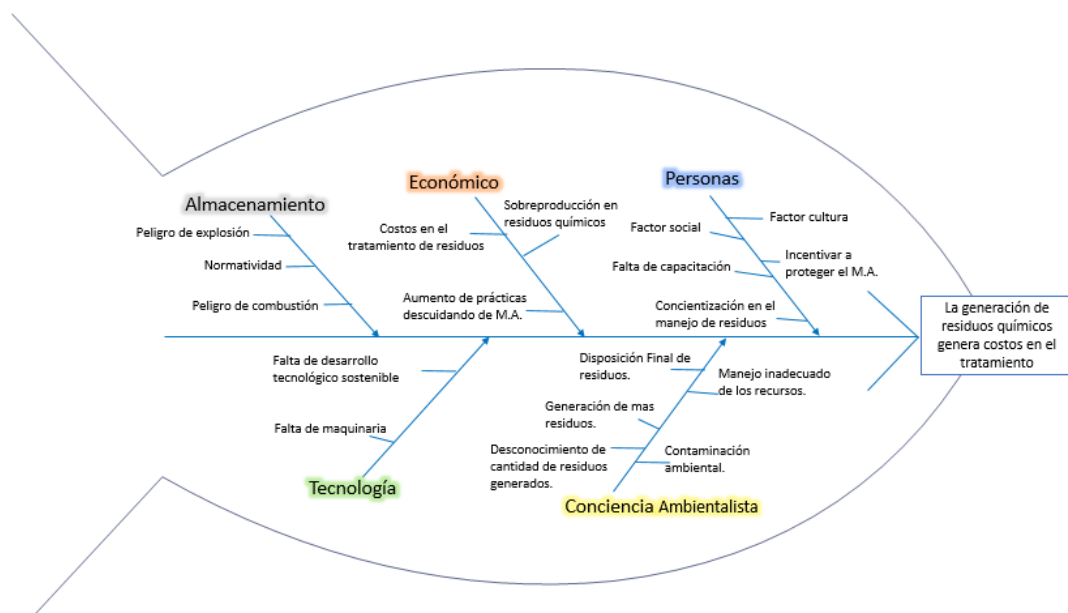 Almacenamiento
Peligro de explosión
Normatividad
Peligro de combustión
Económico
Costos en el
tratamiento de residuos
Sobreproducción en
residuos químicos
Aumento de prácticas
descuidando de M.A.
Personas
Factor cultura
Factor social
Incentivar a
proteger el M.A.
Falta de capacitación
Concientización en el
manejo de residuos
La generación de
residuos químicos
genera costos en el
tratamiento
Falta de desarrollo
tecnológico sostenible
Falta de maquinaria
Tecnología
Disposición Final de
residuos.
Manejo inadecuado
de los recursos.
Generación de mas
residuos.
Desconocimiento de
cantidad de residuos
generados.
Contaminación
ambiental.
Conciencia Ambientalista